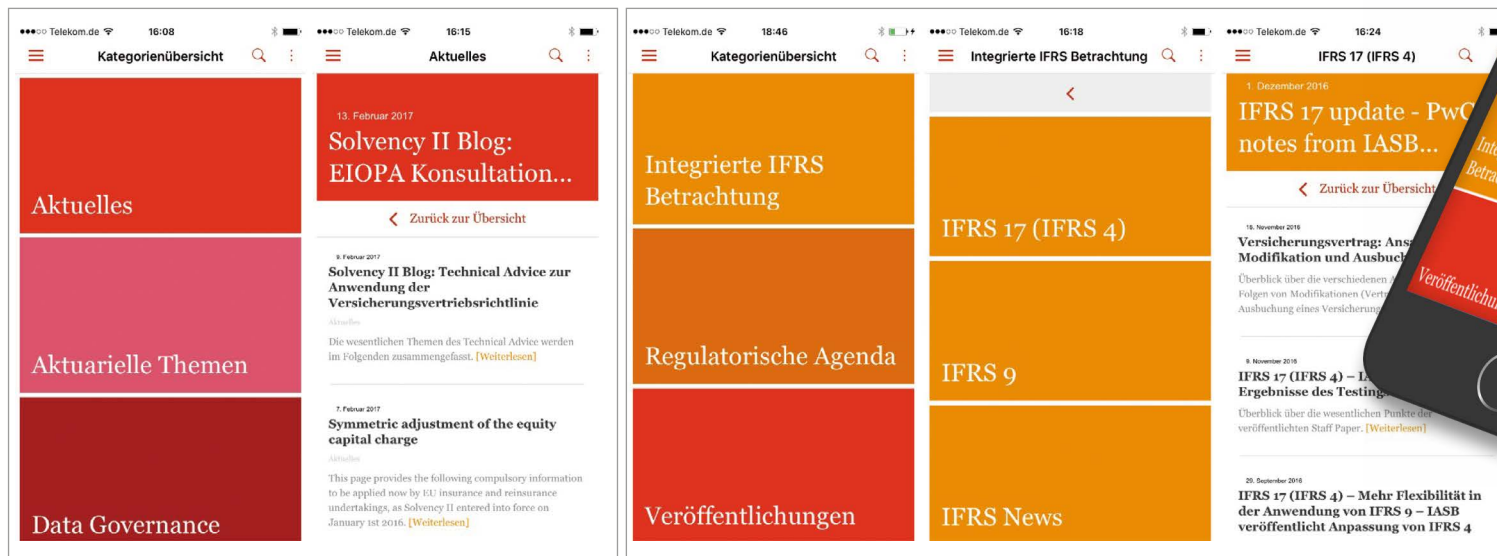 Telekom.de 16:08
Kategorienübersicht
Aktuelles
Aktuarielle Themen
Data Governance
Telekom.de 16:15
Aktuelles
13. Februar 2017
Solvency II Blog:
EIOPA Konsultation...
Zurück zur Übersicht
9. Februar 2017
Solvency II Blog: Technical Advice zur
Anwendung der
Versicherungsvertriebsrichtlinie
Aktuelles
Die wesentlichen Themen des Technical Advice werden
im Folgenden zusammengefasst. [Weiterlesen]
7. Februar 2017
Symmetric adjustment of the equity
capital charge
Aktuelles
This page provides the following compulsory information
to be applied now by EU insurance and reinsurance
undertakings, as Solvency II entered into force on
January 1st 2016. [Weiterlesen]
Telekom.de 18:46
Kategorienübersicht
Integrierte IFRS
Betrachtung
Regulatorische Agenda
Veröffentlichungen
Telekom.de 16:18
Integrierte IFRS Betrachtung
IFRS 17 (IFRS 4)
IFRS 9
IFRS News
Telekom.de 16:24
IFRS 17 (IFRS 4)
1. Dezember 2016
IFRS 17 update - PwC
notes from IASB...
Zurück zur Übersicht
18. November 2016
Versicherungsvertrag:
Modifikation und
Überblick über die verschiedenen
Folgen von Modifikationen
Ausbuchung eines
9. November 2016
IFRS 17 (IFRS 4) –
Ergebnisse des
Überblick über die wesentlichen Punkte der
veröffentlichten Staff Paper. [Weiterlesen]
29. September 2016
IFRS 17 (IFRS 4) – Mehr Flexibilität in
der Anwendung von IFRS 9 – IASB
veröffentlicht Anpassung von IFRS 4